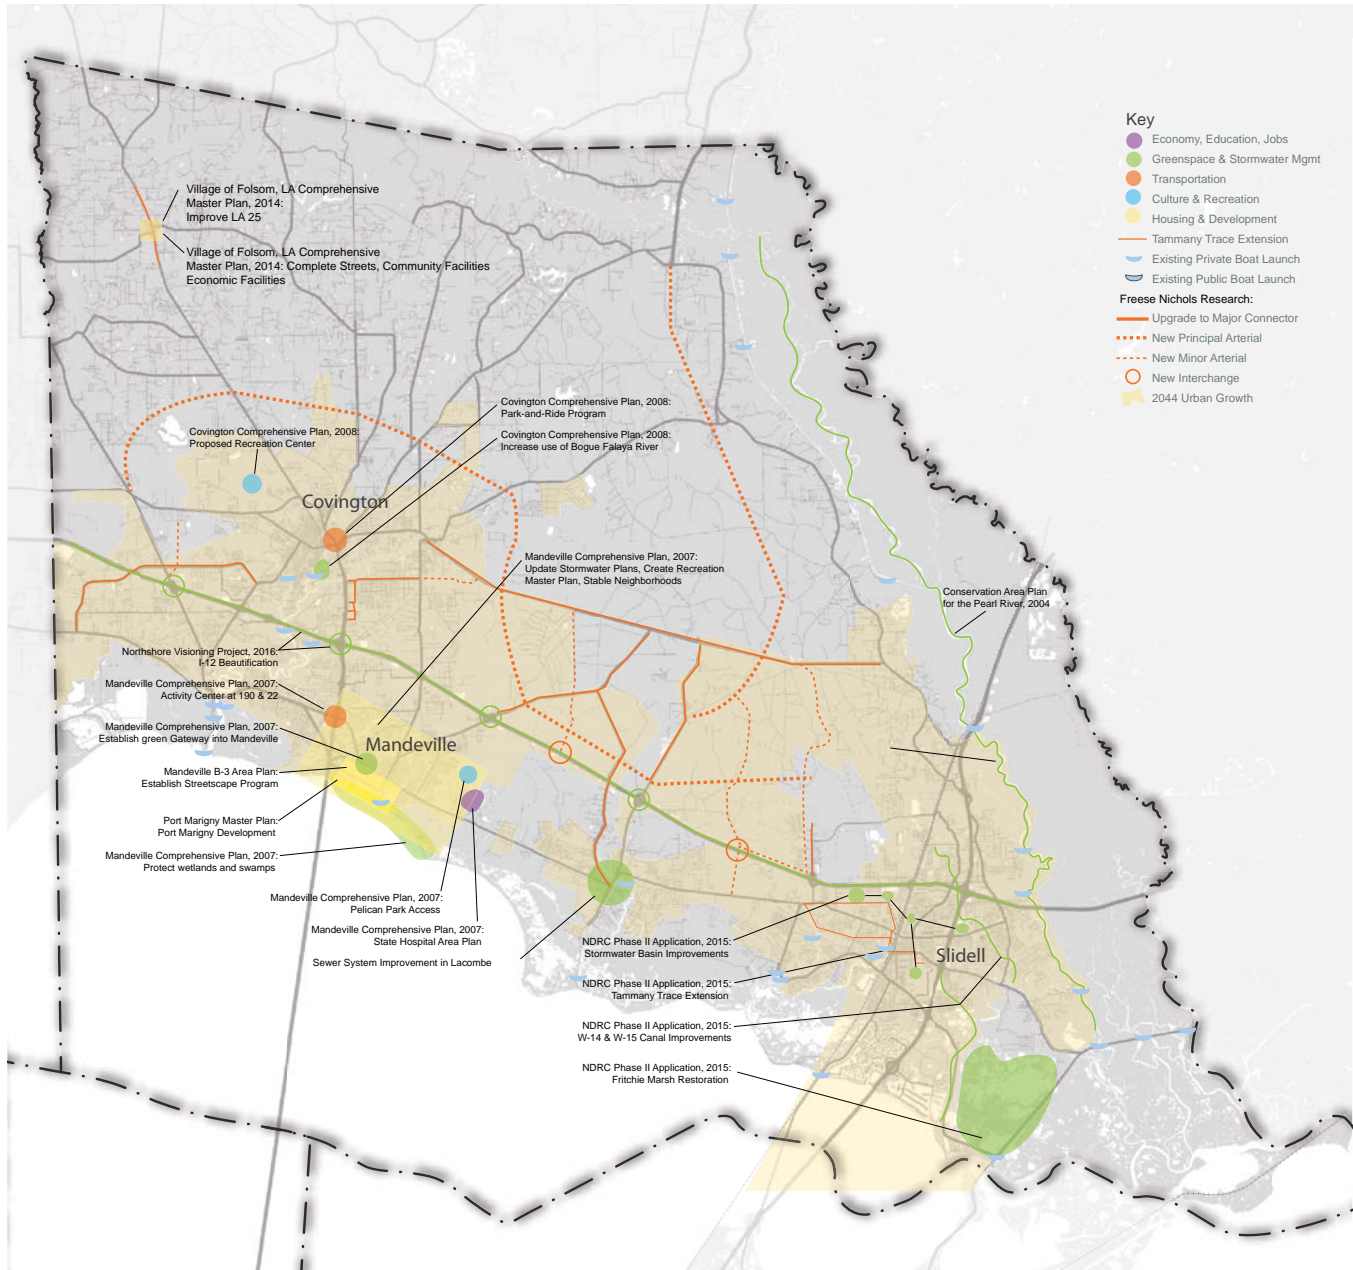 Key
Economy, Education, Jobs
Greenspace & Stormwater Mgmt
Transportation
Culture & Recreation
Housing & Development
Tammany Trace Extension
Existing Private Boat Launch
Existing Public Boat Launch
Freese Nichols Research:
Upgrade to Major Connector
New Principal Arterial
New Minor Arterial
New Interchange
2044 Urban Growth
Village of Folsom, LA Comprehensive
Master Plan, 2014:
Improve LA 25
Village of Folsom, LA Comprehensive
Master Plan, 2014: Complete Streets, Community Facilities
Economic Facilities
Covington Comprehensive Plan, 2008:
Park-and-Ride Program
Covington Comprehensive Plan, 2008:
Proposed Recreation Center
Covington Comprehensive Plan, 2008:
Increase use of Bogue Falaya River
Covington
Mandeville Comprehensive Plan, 2007:
Update Stormwater Plans, Create Recreation
Master Plan, Stable Neighborhoods
Conservation Area Plan
for the Pearl River, 2004
Northshore Visioning Project, 2016:
I-12 Beautification
Mandeville Comprehensive Plan, 2007:
Activity Center at 190 & 22
Mandeville Comprehensive Plan, 2007:
Establish green Gateway into Mandeville
Mandeville
Mandeville B-3 Area Plan:
Establish Streetscape Program
Port Marigny Master Plan:
Port Marigny Development
Mandeville Comprehensive Plan, 2007:
Protect wetlands and swamps
Mandeville Comprehensive Plan, 2007:
Pelican Park Access
Mandeville Comprehensive Plan, 2007:
State Hospital Area Plan
Sewer System Improvement in Lacombe
NDRC Phase II Application, 2015:
Stormwater Basin Improvements
Slidell
NDRC Phase II Application, 2015:
Tammany Trace Extension
NDRC Phase II Application, 2015:
W-14 & W-15 Canal Improvements
NDRC Phase II Application, 2015:
Fritchie Marsh Restoration